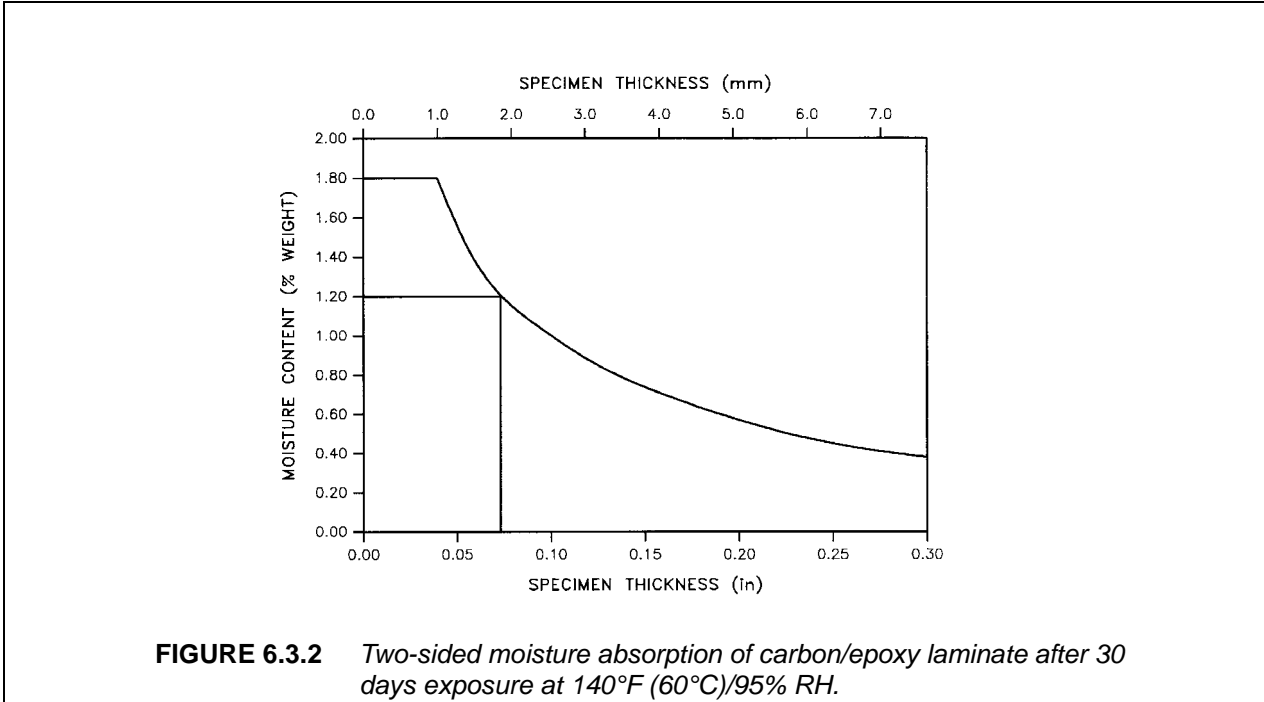 SPECIMEN THICKNESS (mm)
0.0 1.0 2.0 3.0 4.0 5.0 6.0 7.0
MOISTURE CONTENT (% WEIGHT)
2.00
1.80
1.60
1.40
1.20
1.00
0.80
0.60
0.40
0.20
0.00
0.00 0.05 0.10 0.15 0.20 0.25 0.30
SPECIMEN THICKNESS (in)
FIGURE 6.3.2 Two-sided moisture absorption of carbon/epoxy laminate after 30
days exposure at 140°F (60°C)/95% RH.